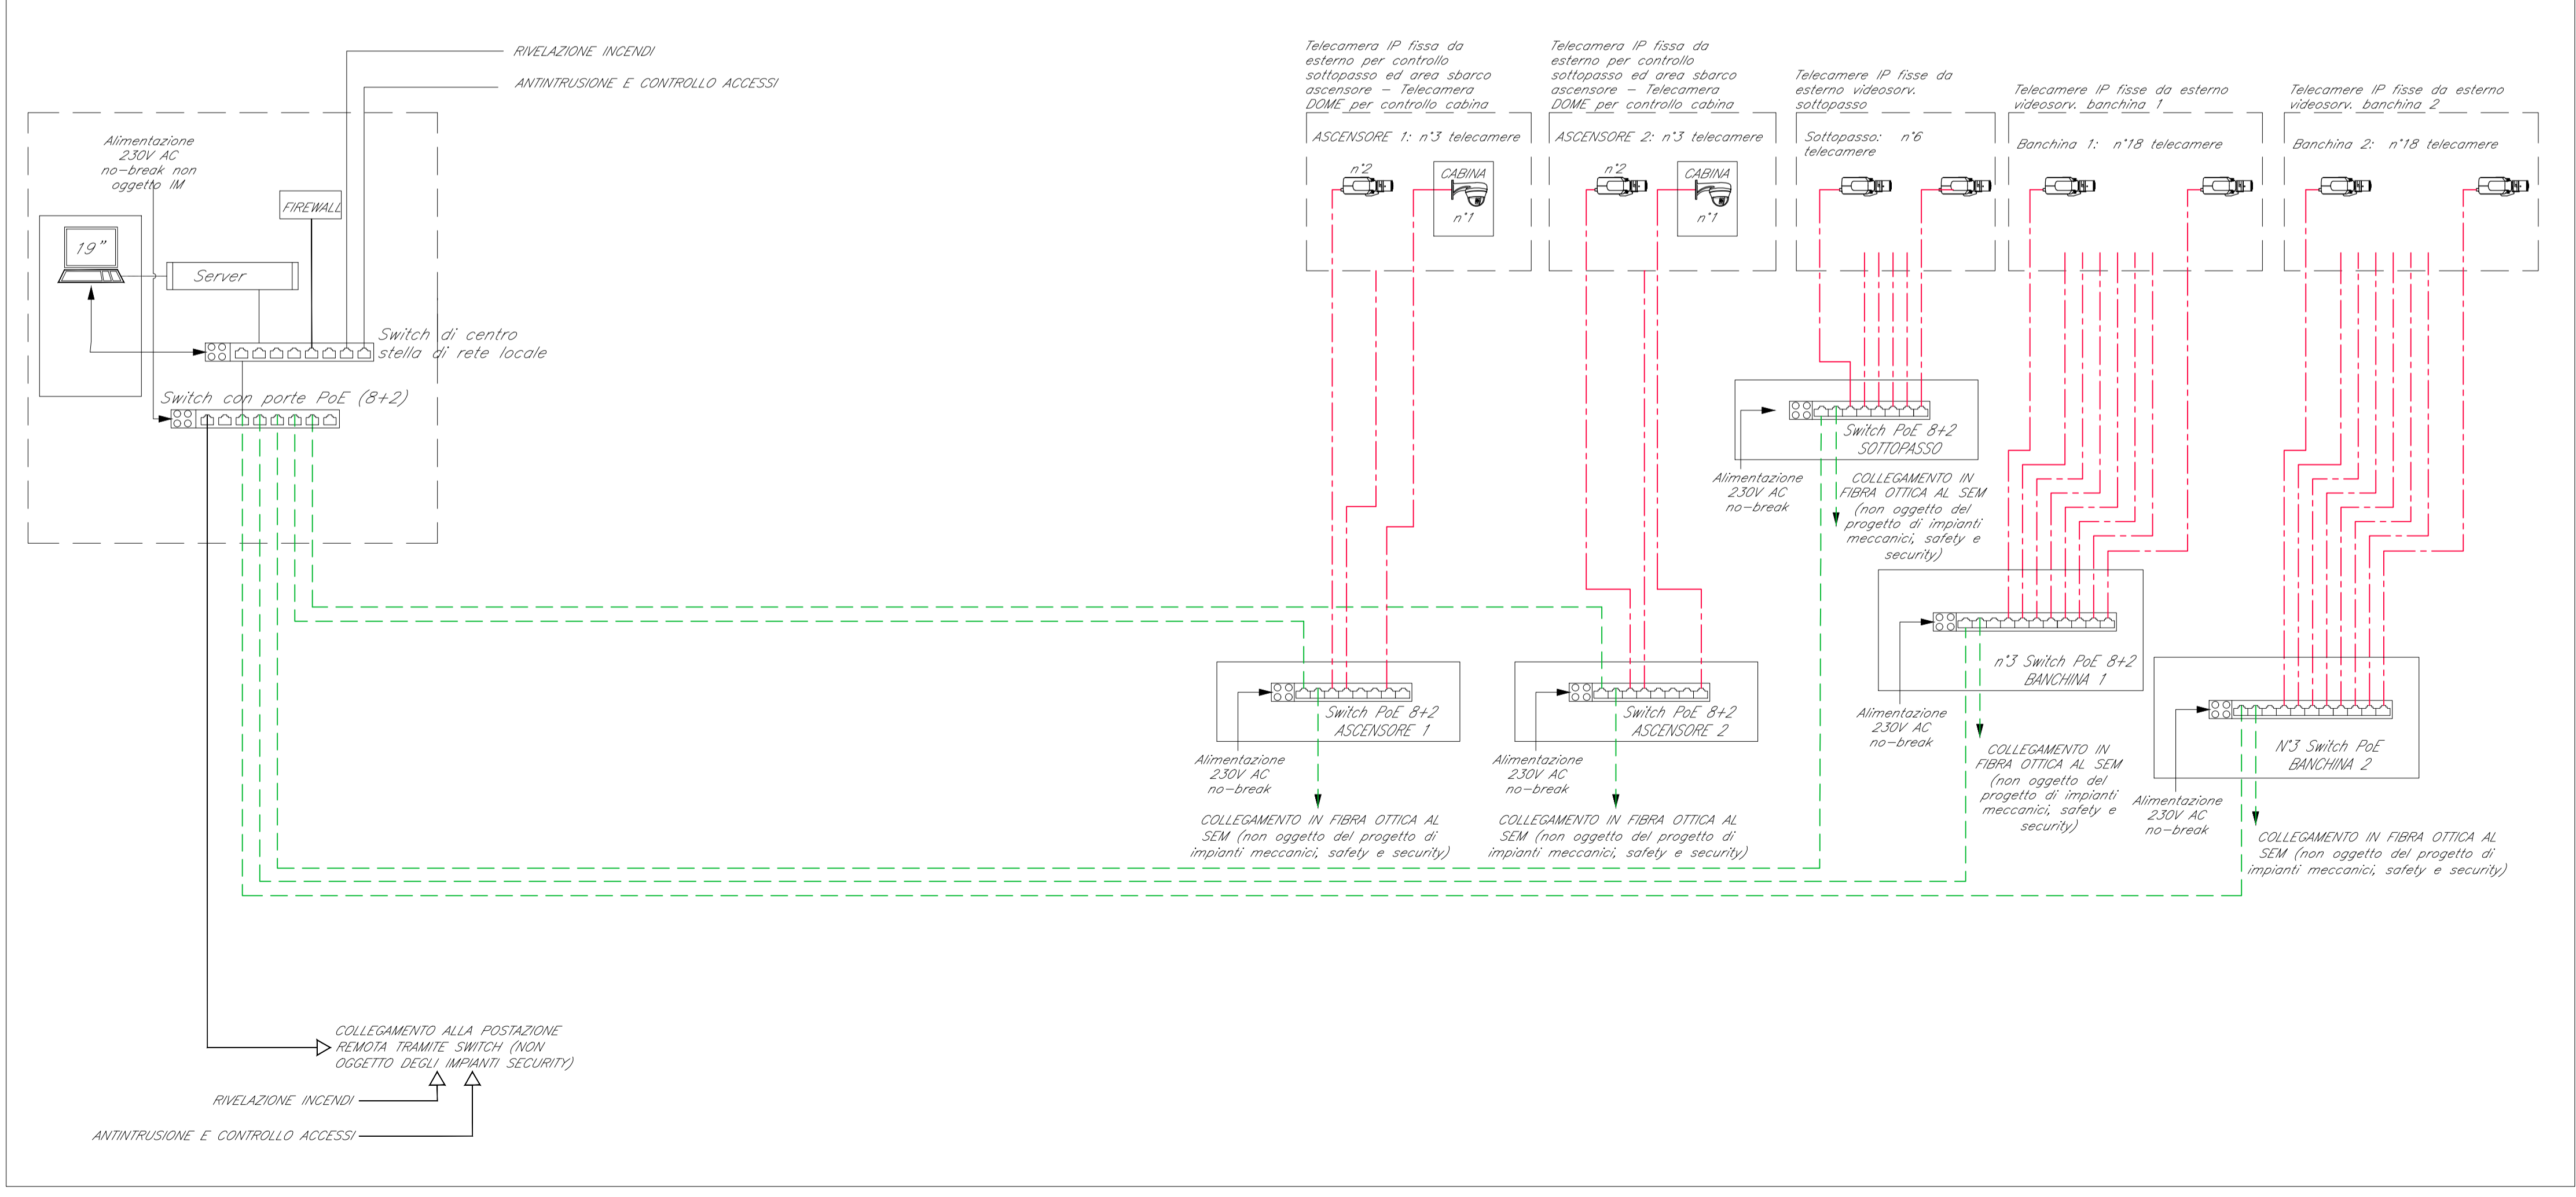 RIVELAZIONE INCENDI
ANTINTRUSIONE E CONTROLLO ACCESSI
Alimentazione
230V AC
no-break non
oggetto IM
FIREWALL
19"
Server
Switch di centro
stella di rete locale
Switch con porte PoE (8+2)
Telecamera IP fissa da
esterno per controllo
sottopasso ed area sbarco
ascensore - Telecamera
DOME per controllo cabina
ASCENSORE 1: n°3 telecamere
n°2
CABINA
n°1
Telecamera IP fissa da
esterno per controllo
sottopasso ed area sbarco
ascensore - Telecamera
DOME per controllo cabina
ASCENSORE 2: n°3 telecamere
n°2
CABINA
n°1
Telecamere IP fisse da
esterno videosorv.
sottopasso
Sottopasso: n°6
telecamere
Telecamere IP fisse da esterno
videosorv. banchina 1
Banchina 1: n°18 telecamere
Telecamere IP fisse da esterno
videosorv. banchina 2
Banchina 2: n°18 telecamere
Switch PoE 8+2
SOTTOPASSO
Alimentazione
230V AC
no-break
COLLEGAMENTO IN
FIBRA OTTICA AL SEM
(non oggetto del
progetto di impianti
meccanici, safety e
security)
n°3 Switch PoE 8+2
BANCHINA 1
Alimentazione
230V AC
no-break
COLLEGAMENTO IN
FIBRA OTTICA AL SEM
(non oggetto del
progetto di impianti
meccanici, safety e
security)
Switch PoE 8+2
ASCENSORE 1
Alimentazione
230V AC
no-break
COLLEGAMENTO IN FIBRA OTTICA AL
SEM (non oggetto del progetto di
impianti meccanici, safety e security)
Switch PoE 8+2
ASCENSORE 2
Alimentazione
230V AC
no-break
COLLEGAMENTO IN FIBRA OTTICA AL
SEM (non oggetto del progetto di
impianti meccanici, safety e security)
N°3 Switch PoE
BANCHINA 2
Alimentazione
230V AC
no-break
COLLEGAMENTO IN FIBRA OTTICA AL
SEM (non oggetto del progetto di
impianti meccanici, safety e security)
COLLEGAMENTO ALLA POSTAZIONE
REMOTA TRAMITE SWITCH (NON
OGGETTO DEGLI IMPIANTI SECURITY)
RIVELAZIONE INCENDI
ANTINTRUSIONE E CONTROLLO ACCESSI